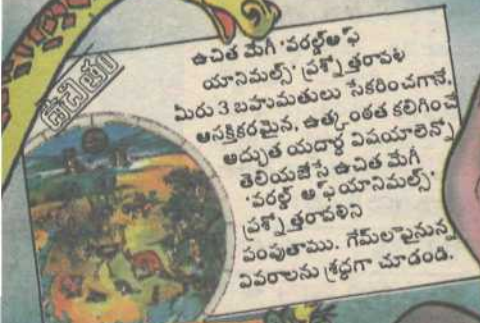 ఉచితం
ఉచిత మేగీ 'వరల్డ్ ఆఫ్
యానిమల్స్' ప్రశ్నోత్తరావళి
మీరు 3 బహుమతులు సేకరించగానే,
ఆసక్తికరమైన, ఉత్కంఠత కలిగించే
అద్భుత యదార్థ విషయాలెన్నో
తెలియజేసే ఉచిత మేగీ
'వరల్డ్ ఆఫ్ యానిమల్స్'
ప్రశ్నోత్తరావళిని
పంపుతాము. గేమ్‌లపైనున్న
వివరాలను శ్రద్ధగా చూడండి.